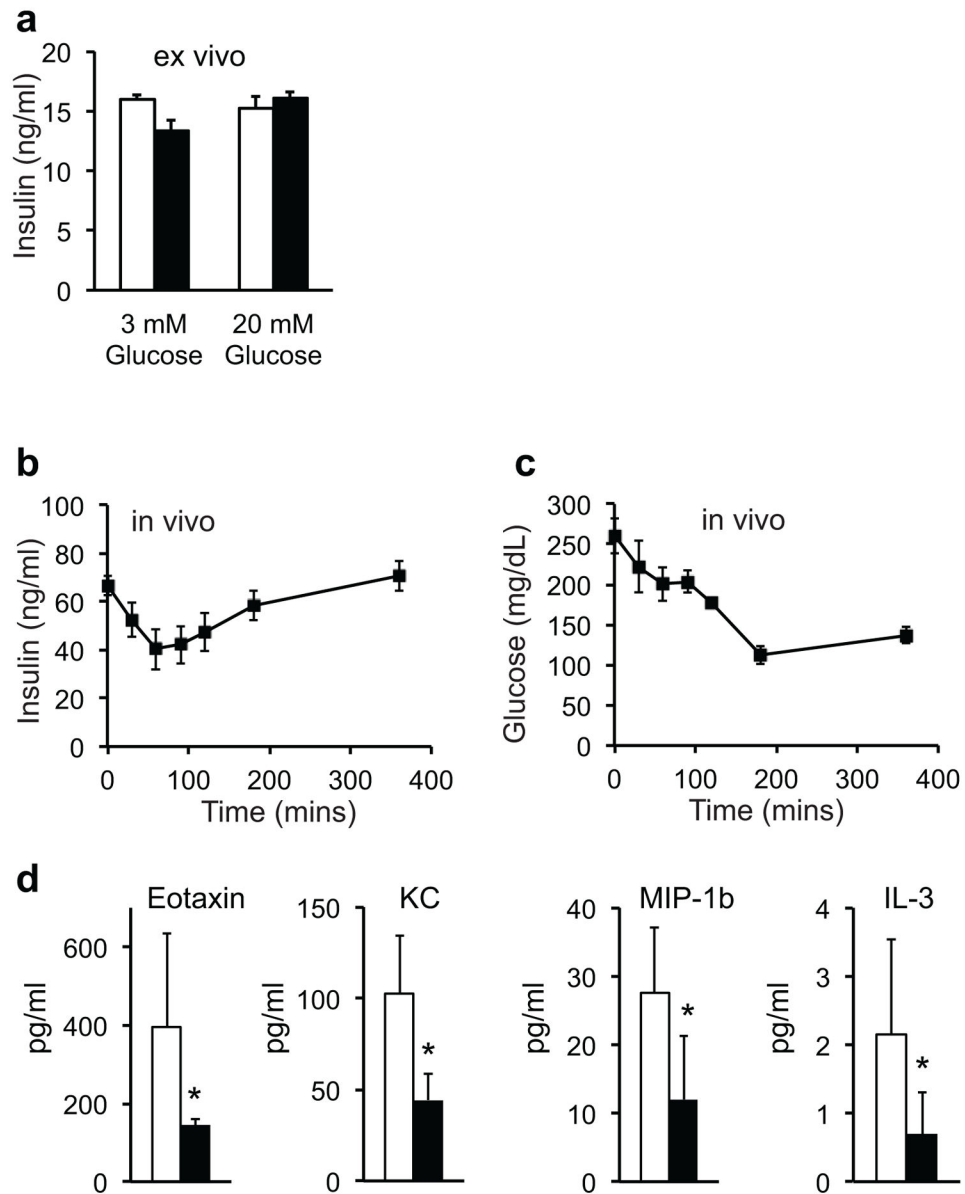 a
ex vivo
Insulin (ng/ml)
20
15
10
5
0
3 mM
Glucose
20 mM
Glucose
b
in vivo
Insulin (ng/ml)
100
80
60
40
20
0
0 100 200 300 400
Time (mins)
c
in vivo
Glucose (mg/dL)
300
250
200
150
100
50
0
0 100 200 300 400
Time (mins)
d
Eotaxin
pg/ml
600
400
200
0
*
KC
pg/ml
150
100
50
0
*
MIP-1b
pg/ml
40
30
20
10
0
*
IL-3
pg/ml
4
3
2
1
0
*